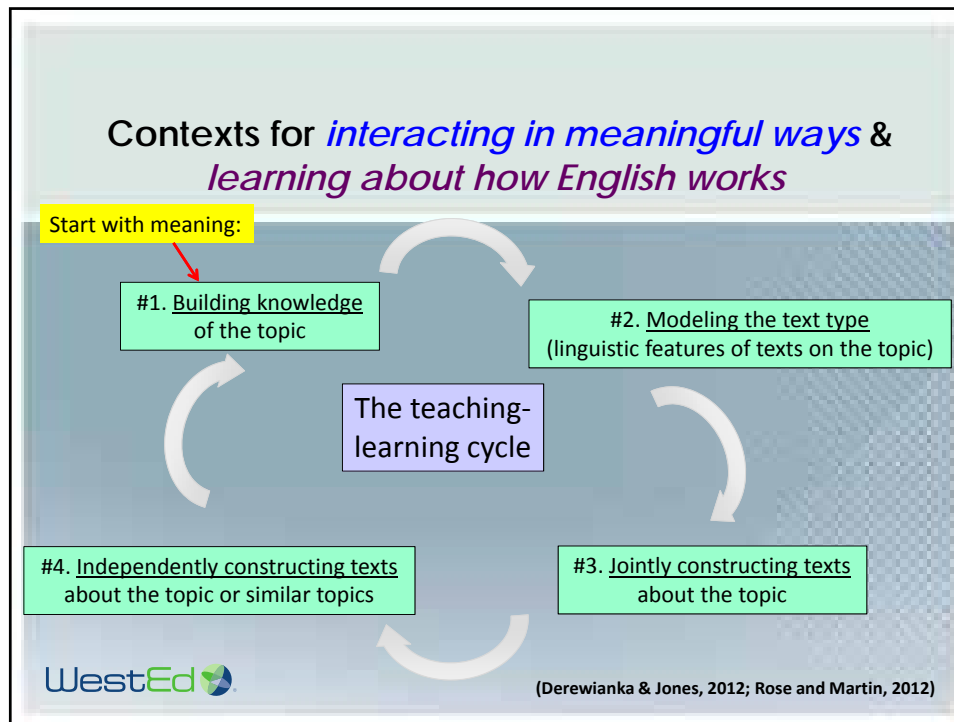 Contexts for interacting in meaningful ways &
learning about how English works
Start with meaning:
#1. Building knowledge
of the topic
#2. Modeling the text type
(linguistic features of texts on the topic)
The teaching-
learning cycle
#4. Independently constructing texts
about the topic or similar topics
#3. Jointly constructing texts
about the topic
WestEd
(Derewianka & Jones, 2012; Rose and Martin, 2012)